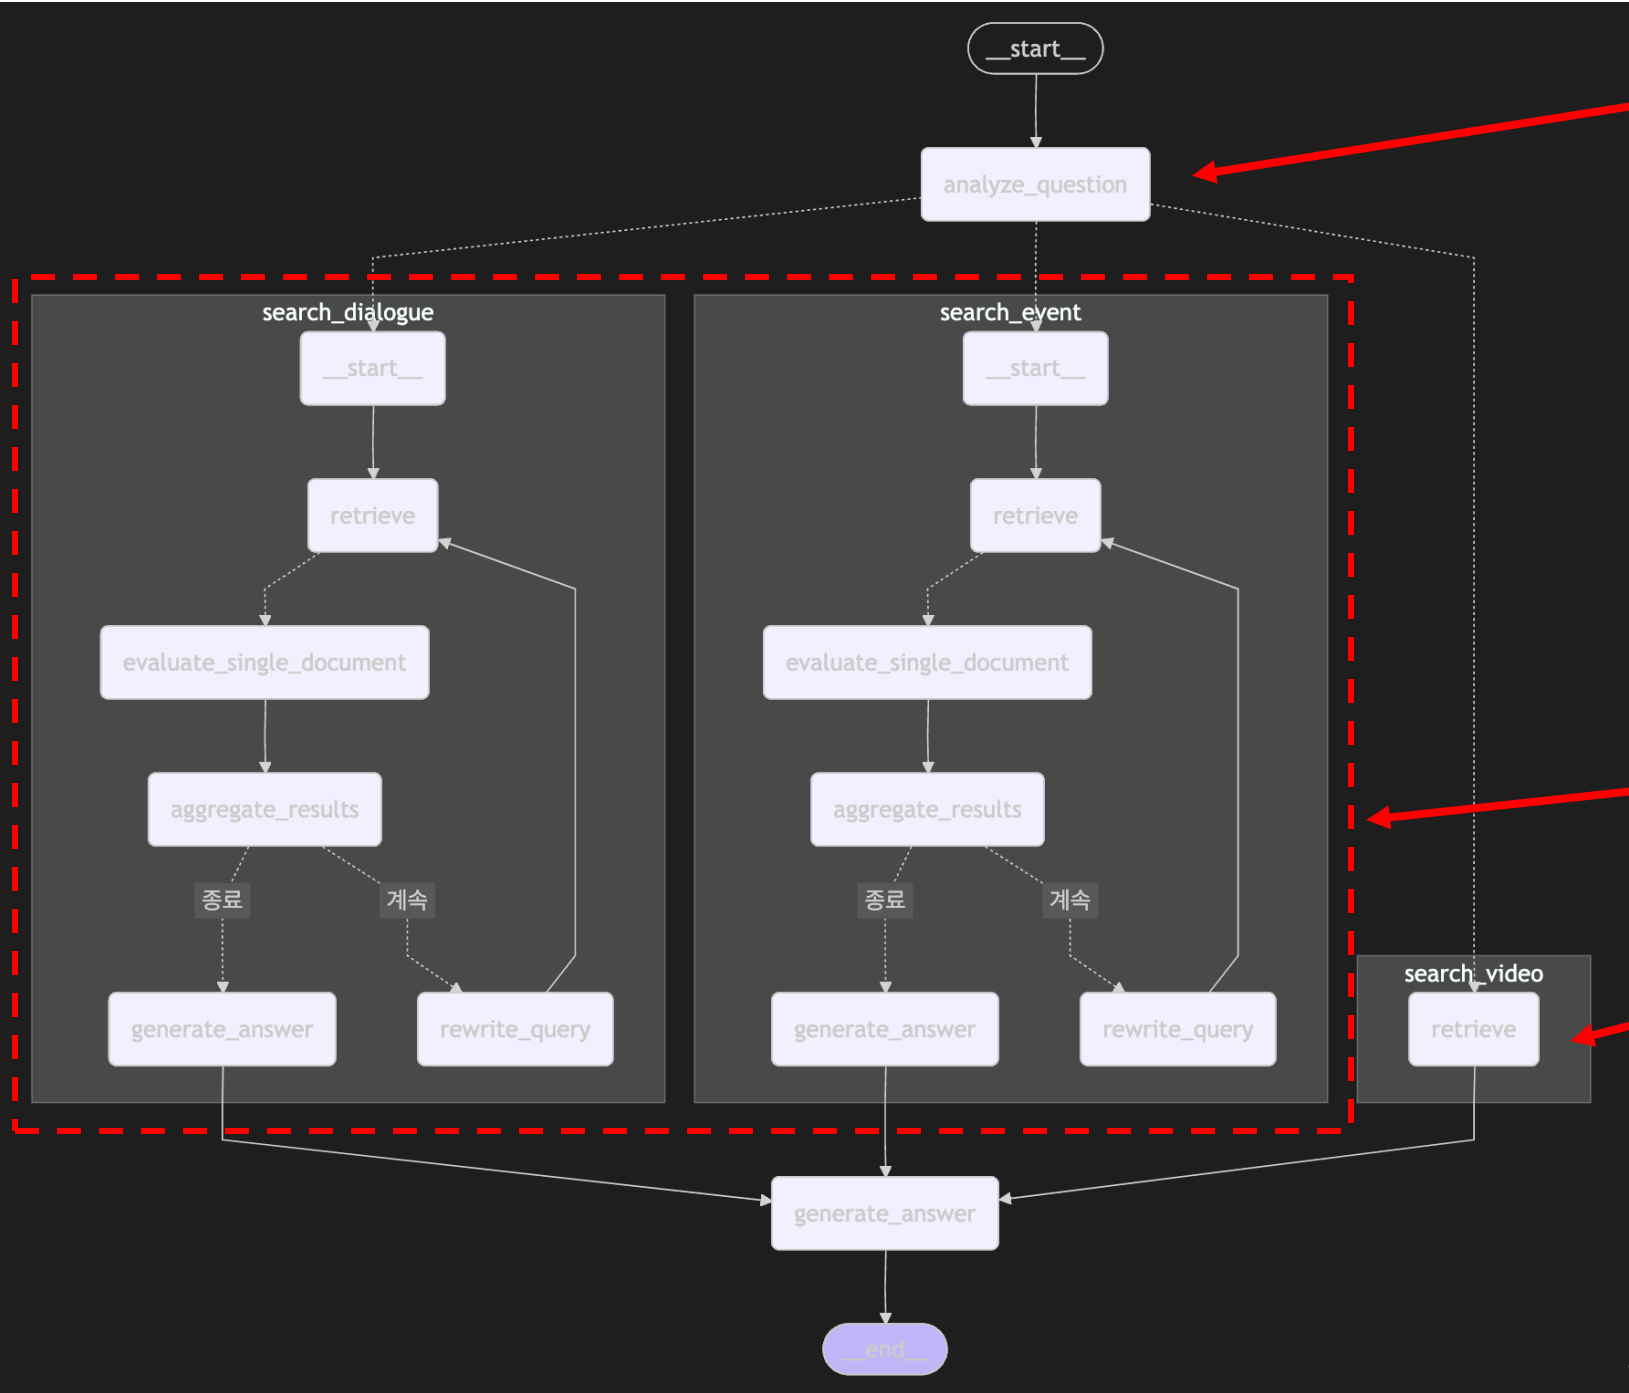 __start__
analyze_question
search_dialogue
search_event
__start__
__start__
retrieve
retrieve
evaluate_single_document
evaluate_single_document
aggregate_results
aggregate_results
종료
계속
종료
계속
search_video
generate_answer
rewrite_query
generate_answer
rewrite_query
retrieve
generate_answer
__end__